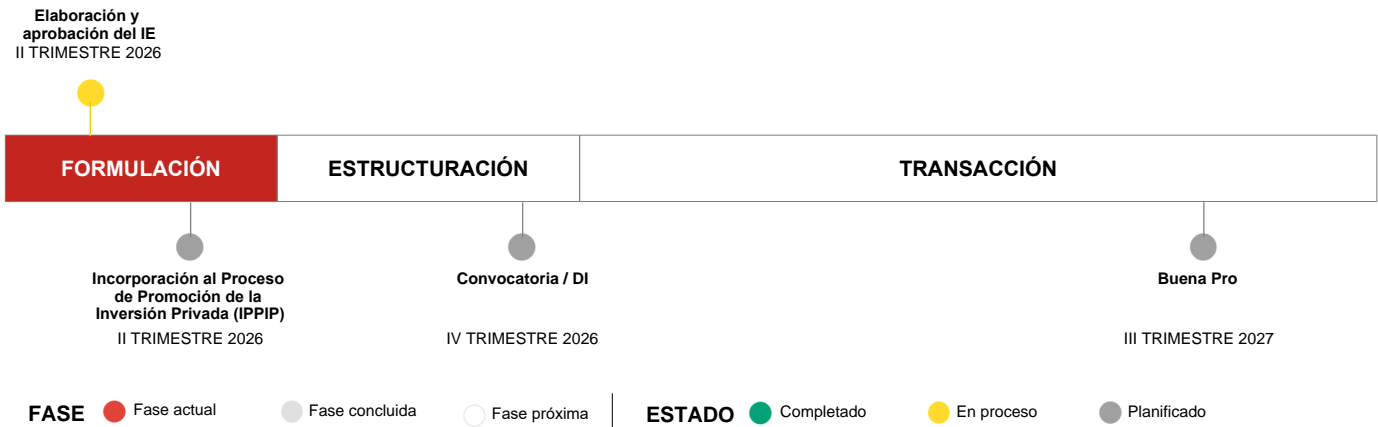 Elaboración y
aprobación del IE
II TRIMESTRE 2026
FORMULACIÓN
ESTRUCTURACIÓN
TRANSACCIÓN
Incorporación al Proceso
de Promoción de la
Inversión Privada (IPPIP)
II TRIMESTRE 2026
Convocatoria / DI
IV TRIMESTRE 2026
Buena Pro
III TRIMESTRE 2027
FASE
Fase actual
Fase concluida
Fase próxima
ESTADO
Completado
En proceso
Planificado